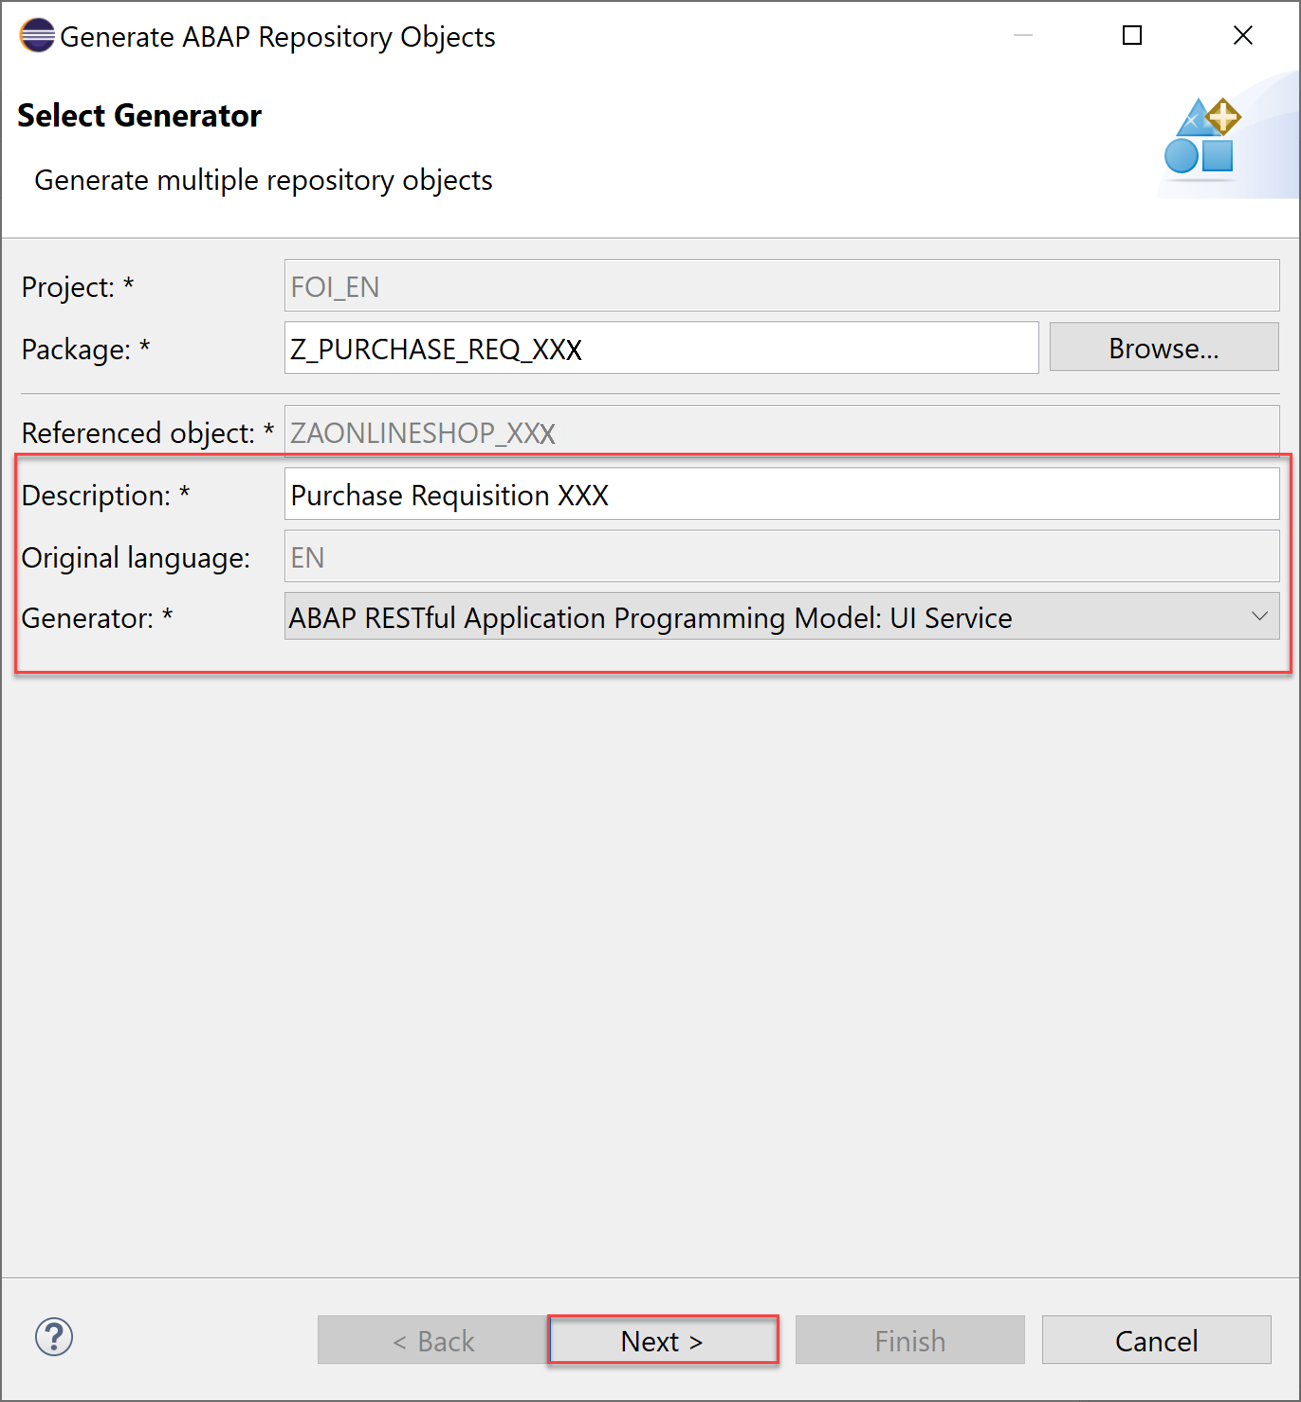 Generate ABAP Repository Objects
Select Generator
Generate multiple repository objects
Project: * FOI_EN
Package: * Z_PURCHASE_REQ_XXX Browse...
Referenced object: * ZAONLINESHOP_XXX
Description: * Purchase Requisition XXX
Original language: EN
Generator: * ABAP RESTful Application Programming Model: UI Service
? < Back Next > Finish Cancel